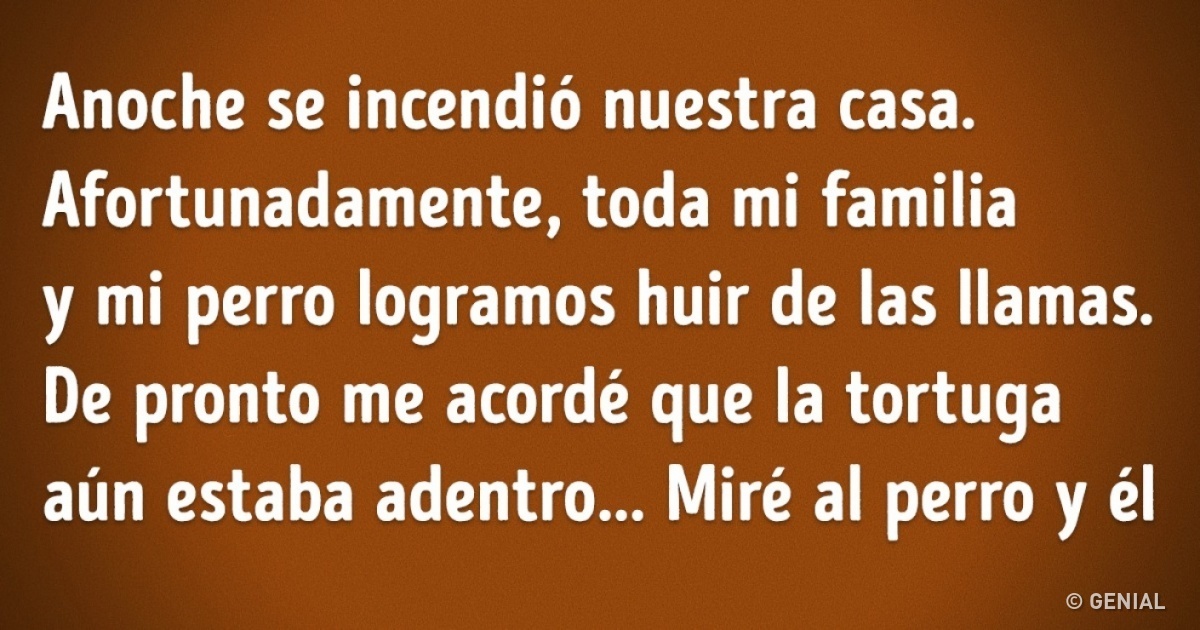 Anoche se incendió nuestra casa.
Afortunadamente, toda mi familia
y mi perro logramos huir de las llamas.
De pronto me acordé que la tortuga
aún estaba adentro... Miré al perro y él
© GENIAL